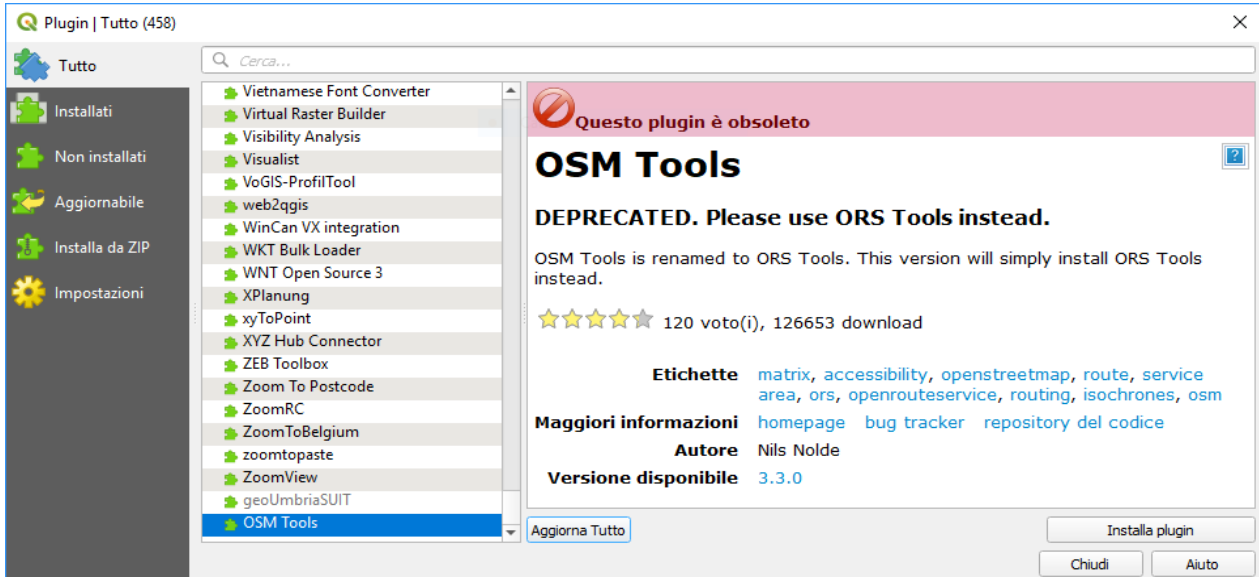 Plugin | Tutto (458)
Tutto
Installati
Non installati
Aggiornabile
Installa da ZIP
Impostazioni
Cerca...
Vietnamese Font Converter
Virtual Raster Builder
Visibility Analysis
Visualist
VoGIS-ProfilTool
web2qgis
WinCan VX integration
WKT Bulk Loader
WNT Open Source 3
XPlanung
xyToPoint
XYZ Hub Connector
ZEB Toolbox
Zoom To Postcode
ZoomRC
ZoomToBelgium
zoomtopaste
ZoomView
geoUmbriaSUIT
OSM Tools
Questo plugin è obsoleto
OSM Tools
DEPRECATED. Please use ORS Tools instead.
OSM Tools is renamed to ORS Tools. This version will simply install ORS Tools
instead.
120 voto(i), 126653 download
Etichette matrix, accessibility, openstreetmap, route, service
area, ors, openrouteservice, routing, isochrones, osm
Maggiori informazioni homepage bug tracker repository del codice
Autore Nils Nolde
Versione disponibile 3.3.0
Aggiorna Tutto
Installa plugin
Chiudi
Aiuto